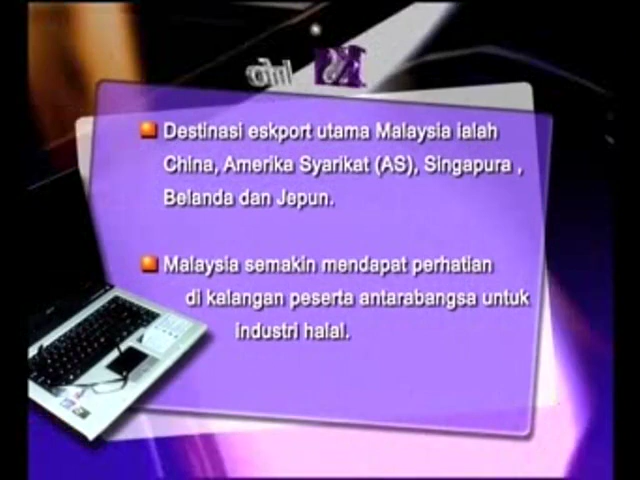 Destinasi eskport utama Malaysia ialah
China, Amerika Syarikat (AS), Singapura ,
Belanda dan Jepun.
Malaysia semakin mendapat perhatian
di kalangan peserta antarabangsa untuk
industri halal.